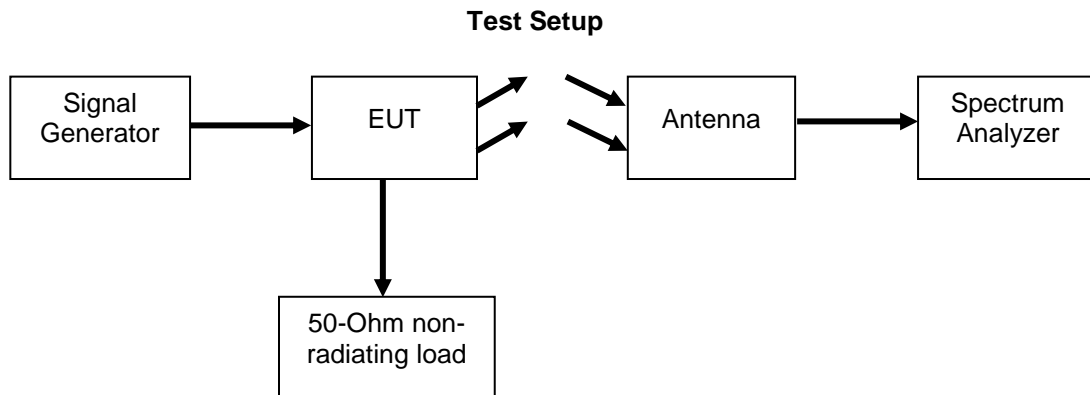 Test Setup
Signal
Generator
EUT
Antenna
Spectrum
Analyzer
50-Ohm non-
radiating load